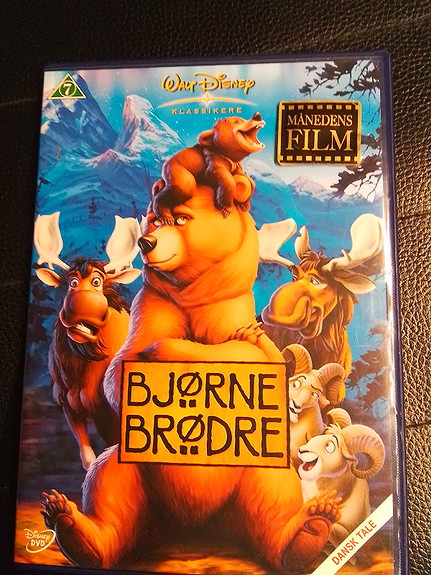 7
WALT DISNEY
KLASSIKERE
MÅNEDENS
FILM
BJØRNE
BRØDRE
DISNEY
DVD
DANSK TALE